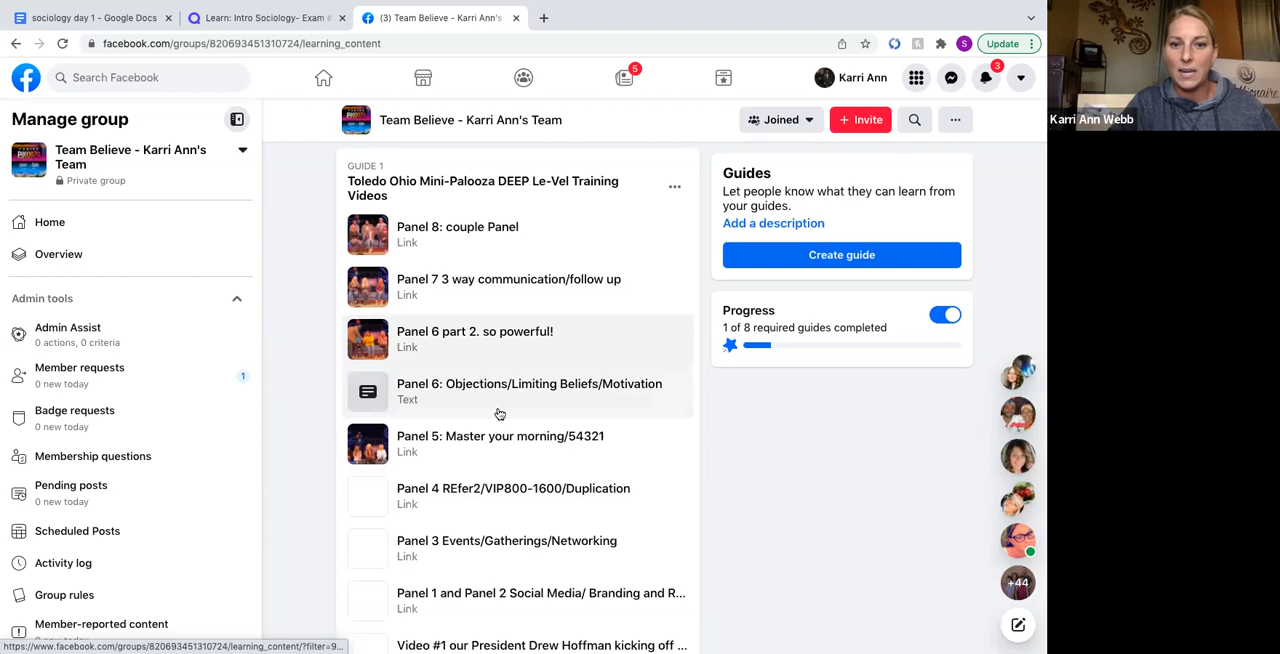 sociology day 1 - Google Docs
Learn: Intro Sociology- Exam #
(3) Team Believe - Karri Ann's
facebook.com/groups/820693451310724/learning_content
S
Update
Search Facebook
5
Karri Ann
3
Karri Ann Webb
Manage group
Team Believe - Karri Ann's
Team
Private group
Home
Overview
Admin tools
Admin Assist
0 actions, 0 criteria
Member requests
0 new today
1
Badge requests
0 new today
Membership questions
Pending posts
0 new today
Scheduled Posts
Activity log
Group rules
Member-reported content
https://www.facebook.com/groups/820693451310724/learning_content/?filter=9...
Team Believe - Karri Ann's Team
Joined
+ Invite
GUIDE 1
Toledo Ohio Mini-Palooza DEEP Le-Vel Training
Videos
Panel 8: couple Panel
Link
Panel 7 3 way communication/follow up
Link
Panel 6 part 2. so powerful!
Link
Panel 6: Objections/Limiting Beliefs/Motivation
Text
Panel 5: Master your morning/54321
Link
Panel 4 REfer2/VIP800-1600/Duplication
Link
Panel 3 Events/Gatherings/Networking
Link
Panel 1 and Panel 2 Social Media/ Branding and R...
Link
Video #1 our President Drew Hoffman kicking off ...
Guides
Let people know what they can learn from
your guides.
Add a description
Create guide
Progress
1 of 8 required guides completed
+44